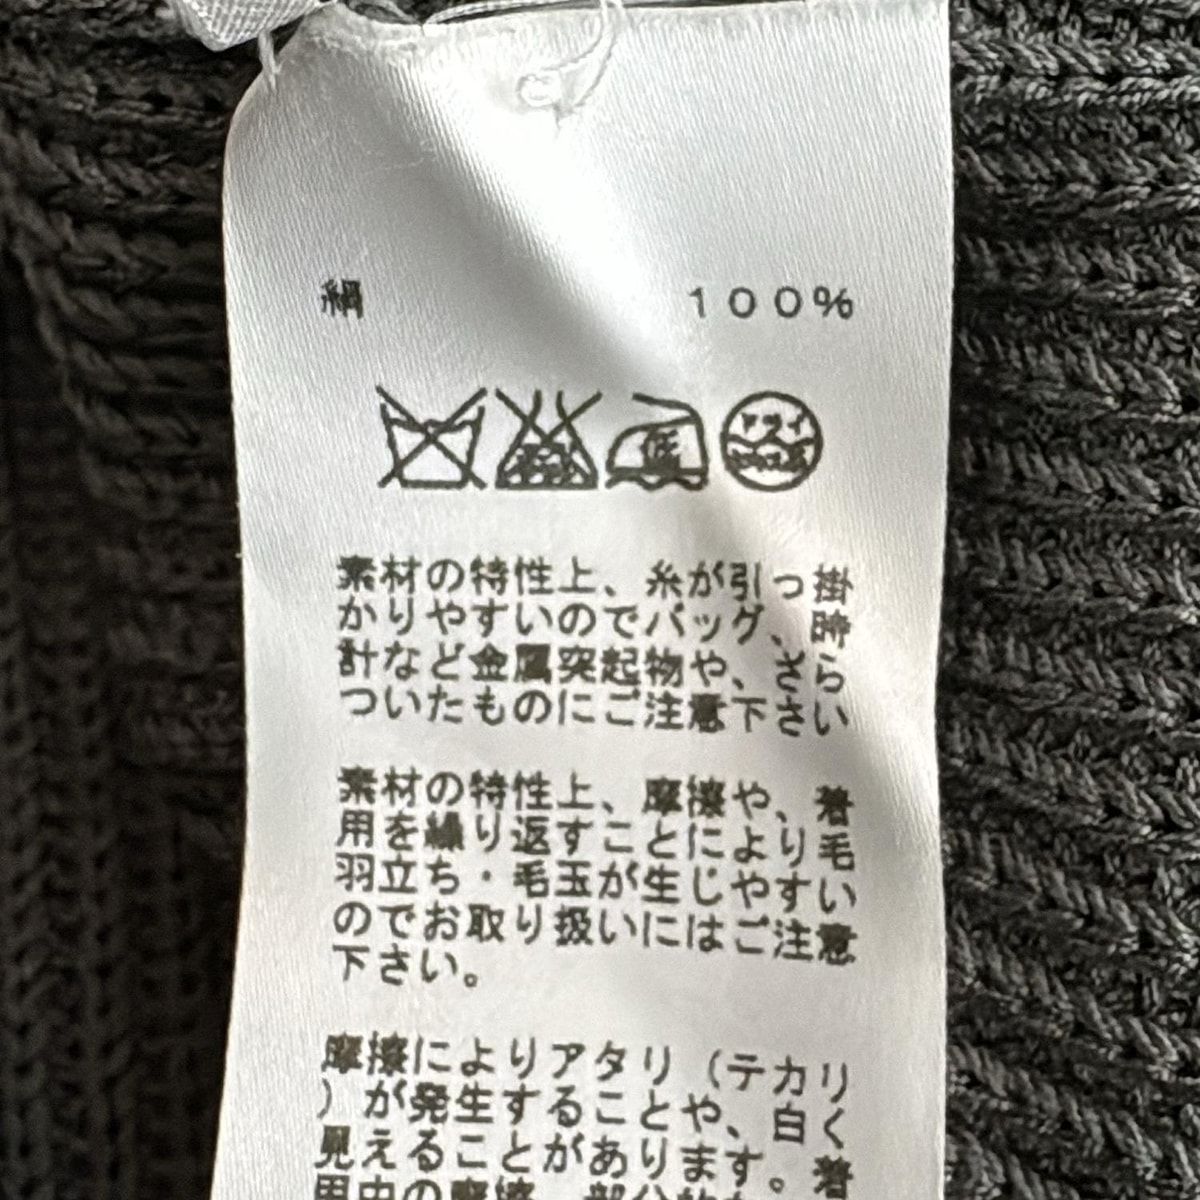 絹 100%
低 ドライ
素材の特性上、糸が引っ掛
かりやすいのでバッグ、時
計など金属突起物や、ざら
ついたものにご注意下さい
素材の特性上、摩擦や、着
用を繰り返すことにより毛
羽立ち・毛玉が生じやすい
のでお取り扱いにはご注意
下さい。
摩擦によりアタリ(テカリ
)が発生することや、白く
見えることがあります。着